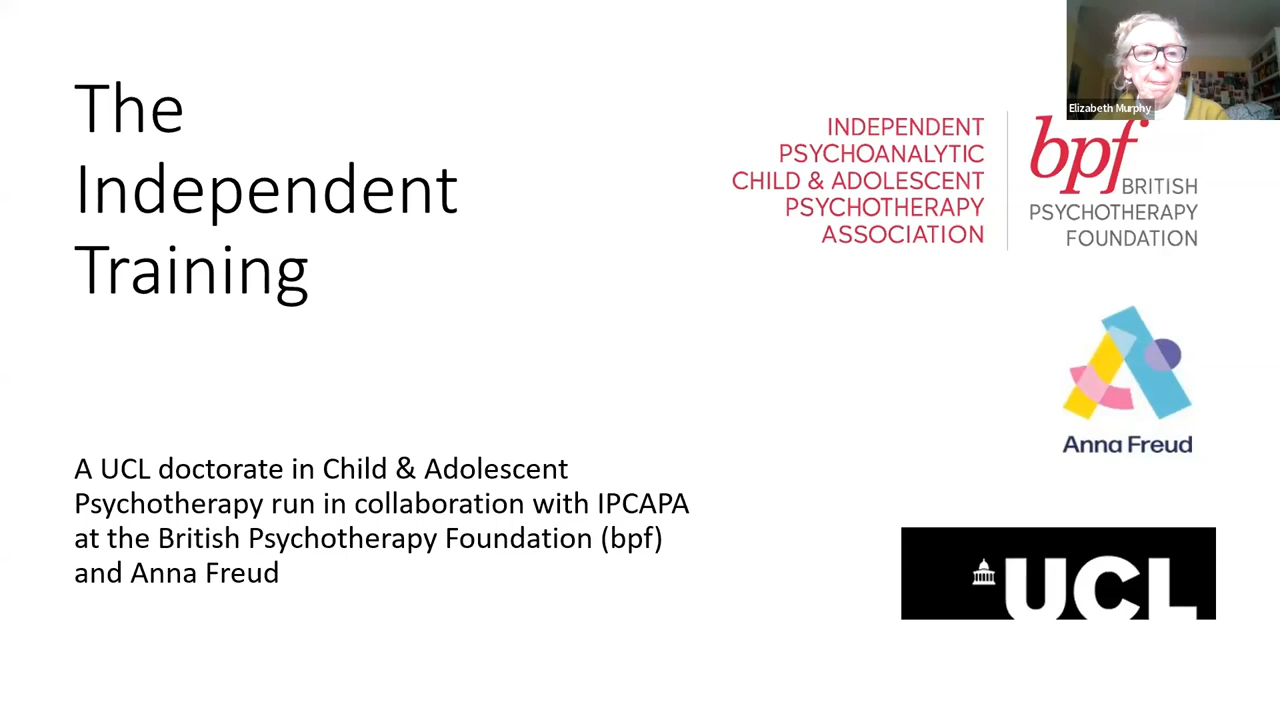 The
Independent
Training
A UCL doctorate in Child & Adolescent
Psychotherapy run in collaboration with IPCAPA
at the British Psychotherapy Foundation (bpf)
and Anna Freud
Elizabeth Murphy
INDEPENDENT
PSYCHOANALYTIC
CHILD & ADOLESCENT
PSYCHOTHERAPY
ASSOCIATION
bpf
BRITISH
PSYCHOTHERAPY
FOUNDATION
Anna Freud
UCL